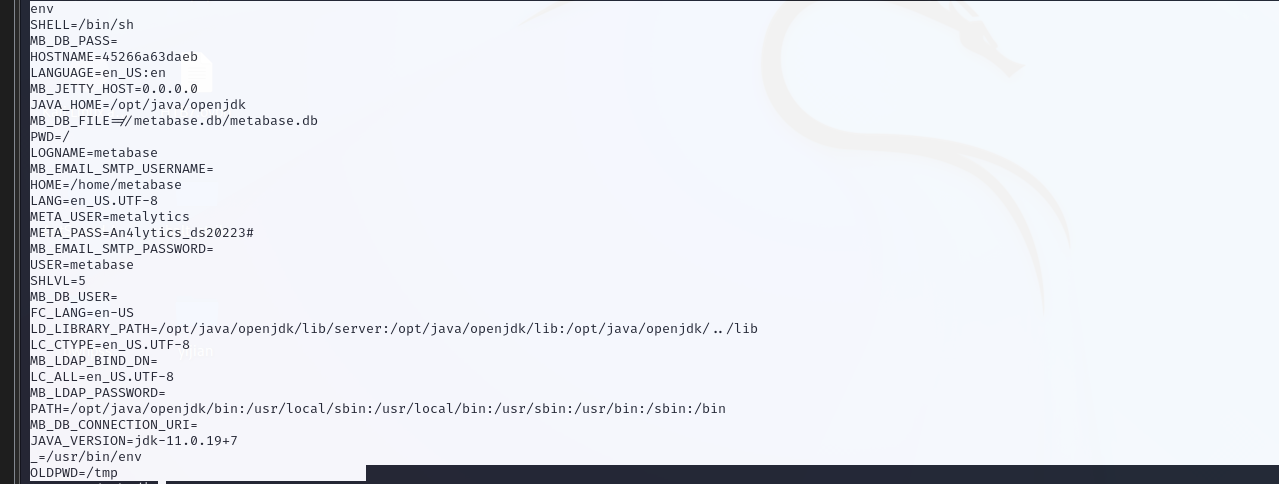 env
SHELL=/bin/sh
MB_DB_PASS=
HOSTNAME=45266a63daeb
LANGUAGE=en_US:en
MB_JETTY_HOST=0.0.0.0
JAVA_HOME=/opt/java/openjdk
MB_DB_FILE=//metabase.db/metabase.db
PWD=/
LOGNAME=metabase
MB_EMAIL_SMTP_USERNAME=
HOME=/home/metabase
LANG=en_US.UTF-8
META_USER=metalytics
META_PASS=An4lytics_ds20223#
MB_EMAIL_SMTP_PASSWORD=
USER=metabase
SHLVL=5
MB_DB_USER=
FC_LANG=en-US
LD_LIBRARY_PATH=/opt/java/openjdk/lib/server:/opt/java/openjdk/lib:/opt/java/openjdk/../lib
LC_CTYPE=en_US.UTF-8
MB_LDAP_BIND_DN=
LC_ALL=en_US.UTF-8
MB_LDAP_PASSWORD=
PATH=/opt/java/openjdk/bin:/usr/local/sbin:/usr/local/bin:/usr/sbin:/usr/bin:/sbin:/bin
MB_DB_CONNECTION_URI=
JAVA_VERSION=jdk-11.0.19+7
_=/usr/bin/env
OLDPWD=/tmp